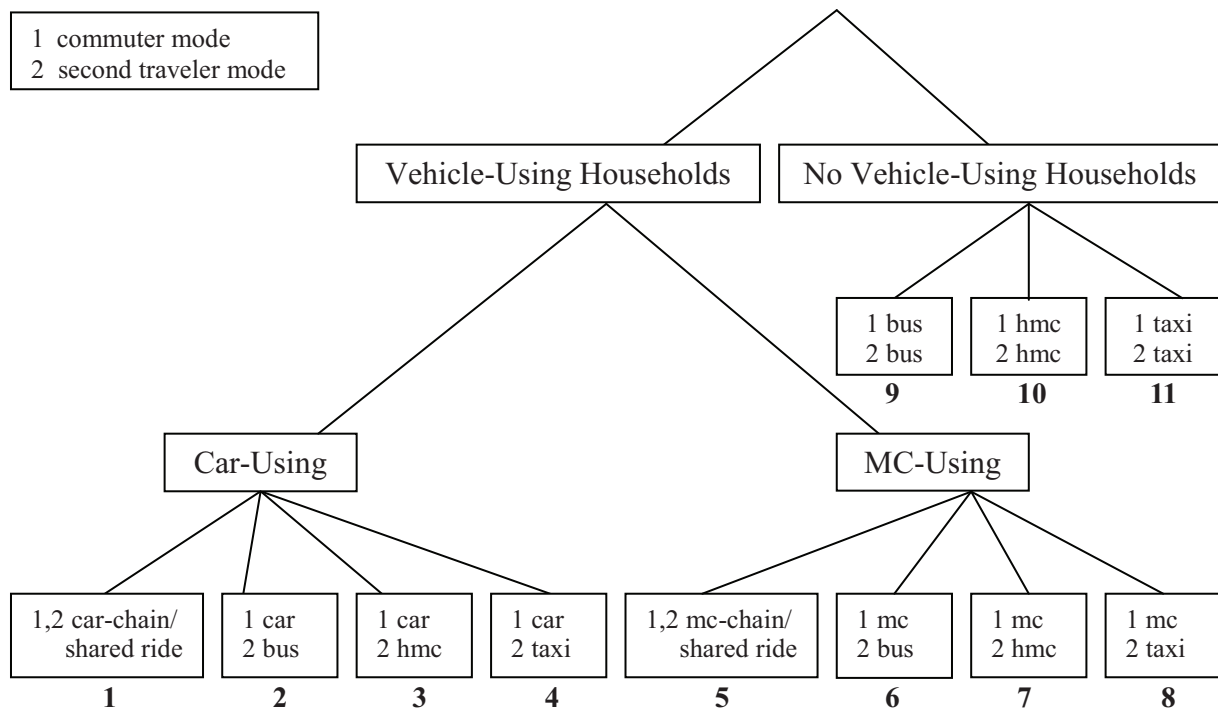 1 commuter mode
2 second traveler mode
Vehicle-Using Households
No Vehicle-Using Households
1 bus
2 bus
9
1 hmc
2 hmc
10
1 taxi
2 taxi
11
Car-Using
MC-Using
1,2 car-chain/
shared ride
1
1 car
2 bus
2
1 car
2 hmc
3
1 car
2 taxi
4
1,2 mc-chain/
shared ride
5
1 mc
2 bus
6
1 mc
2 hmc
7
1 mc
2 taxi
8